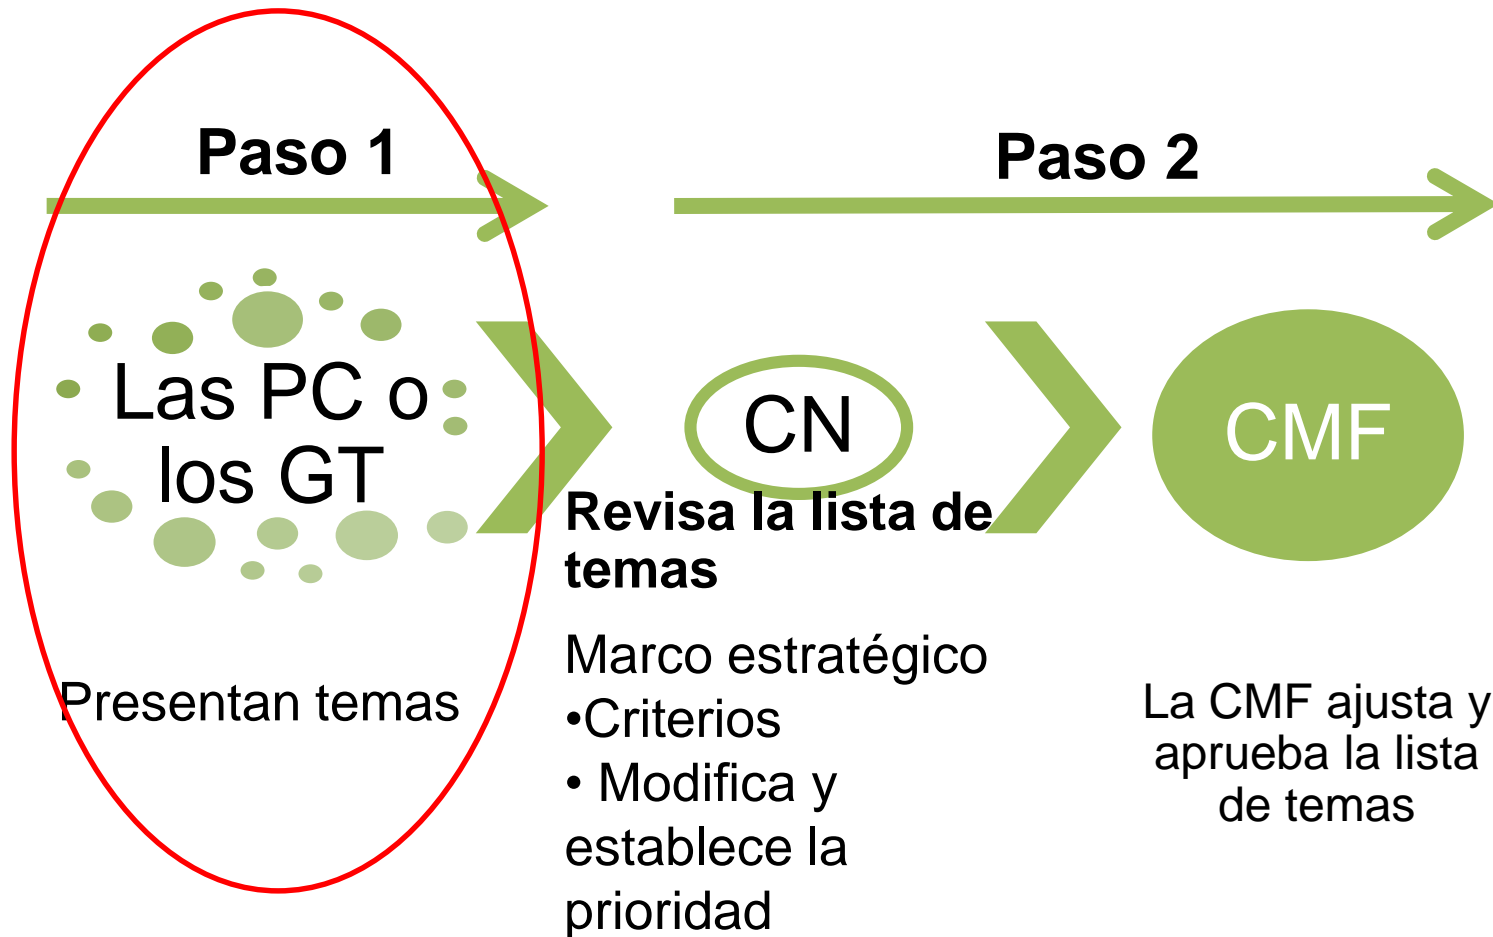 Paso 1
Paso 2
Las PC o
los GT
Presentan temas
CN
Revisa la lista de
temas
Marco estratégico
•Criterios
• Modifica y
establece la
prioridad
CMF
La CMF ajusta y
aprueba la lista
de temas